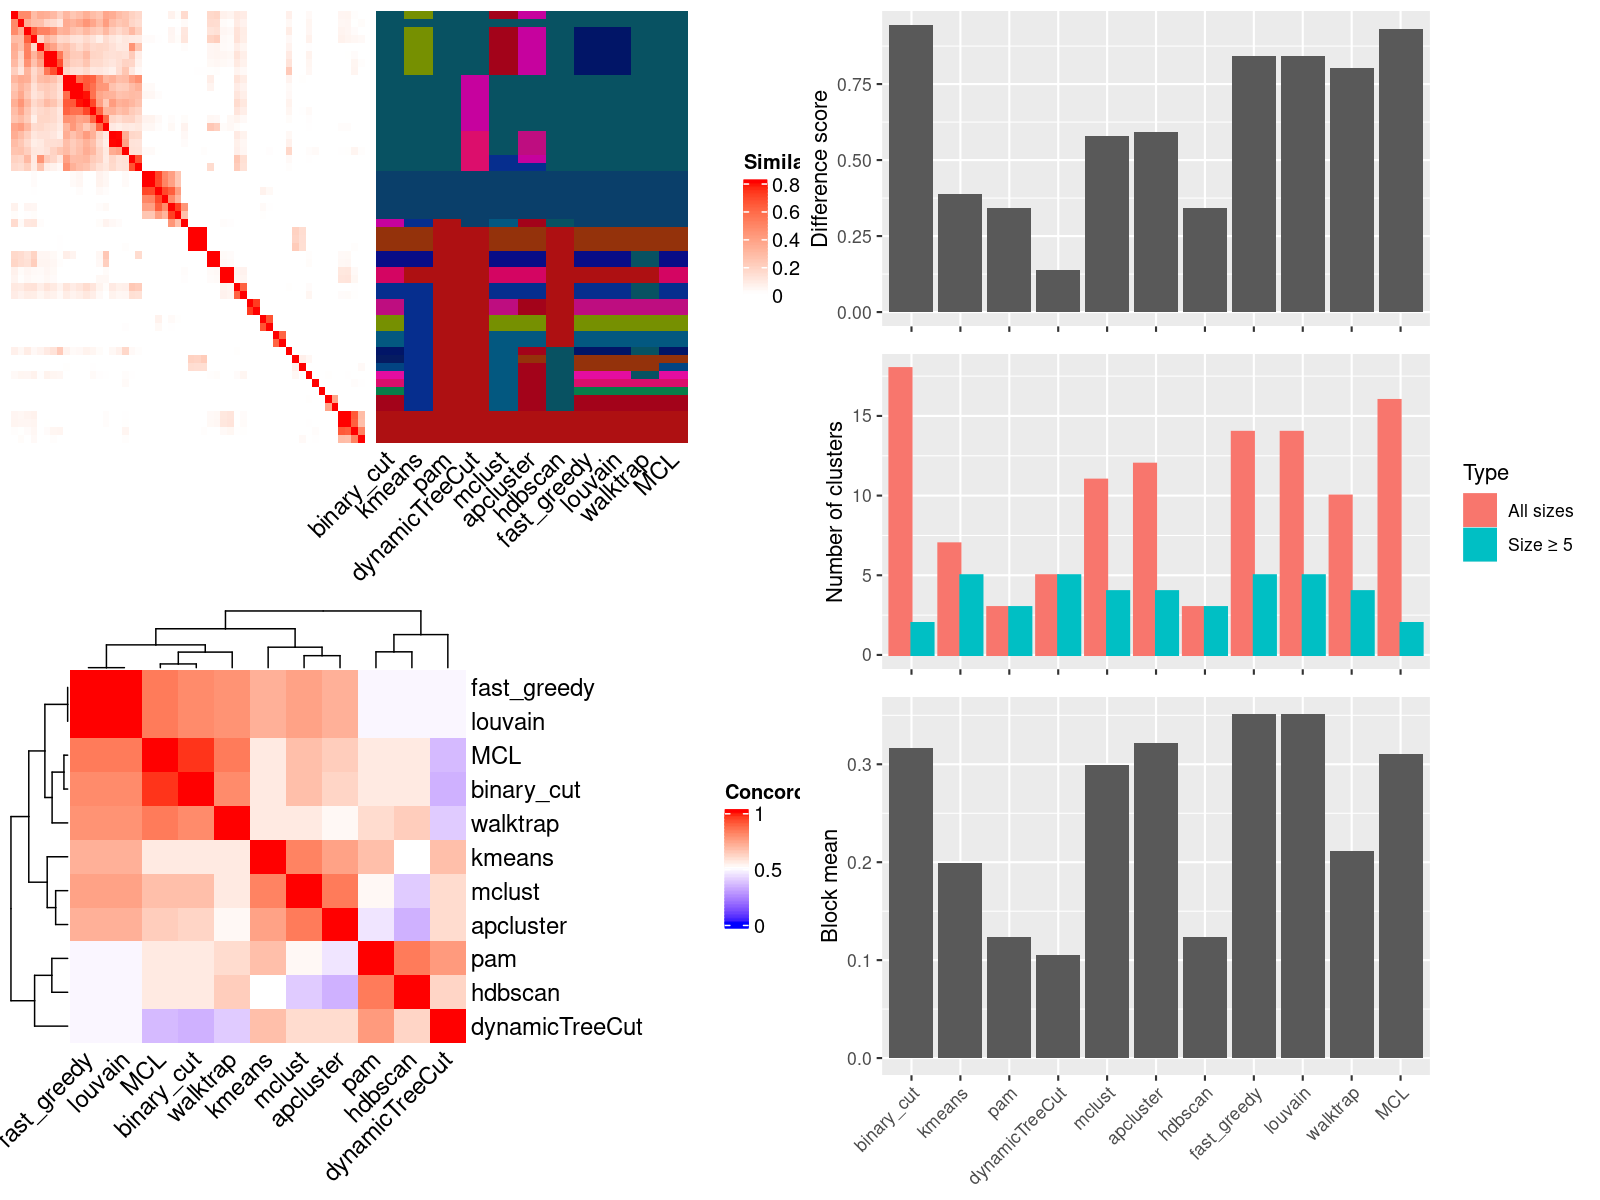 Simila
0.8
0.6
0.4
0.2
0
binary_cut
kmeans
pam
dynamicTreeCut
mclust
apcluster
hdbscan
fast_greedy
louvain
walktrap
MCL
fast_greedy
louvain
MCL
binary_cut
walktrap
kmeans
mclust
apcluster
pam
hdbscan
dynamicTreeCut
fast_greedy
louvain
MCL
binary_cut
walktrap
kmeans
mclust
apcluster
pam
hdbscan
dynamicTreeCut
Concord
1
0.5
0
Difference score
0.75
0.50
0.25
0.00
Number of clusters
15
10
5
0
Type
All sizes
Size ≥ 5
Block mean
0.3
0.2
0.1
0.0
binary_cut
kmeans
pam
dynamicTreeCut
mclust
apcluster
hdbscan
fast_greedy
louvain
walktrap
MCL